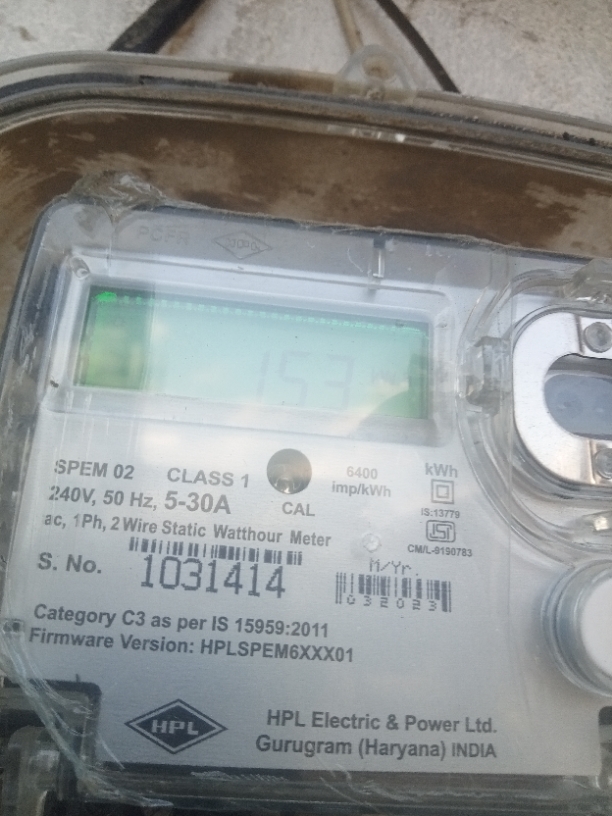 153
SPEM 02 CLASS 1 6400 kWh
240V, 50 Hz, 5-30A CAL imp/kWh
IS:13779
ac, 1Ph, 2 Wire Static Watthour Meter
CM/L-9190783
S. No. 1031414
M/Yr.
032023
Category C3 as per IS 15959:2011
Firmware Version: HPLSPEM6XXX01
HPL
HPL Electric & Power Ltd.
Gurugram (Haryana) INDIA